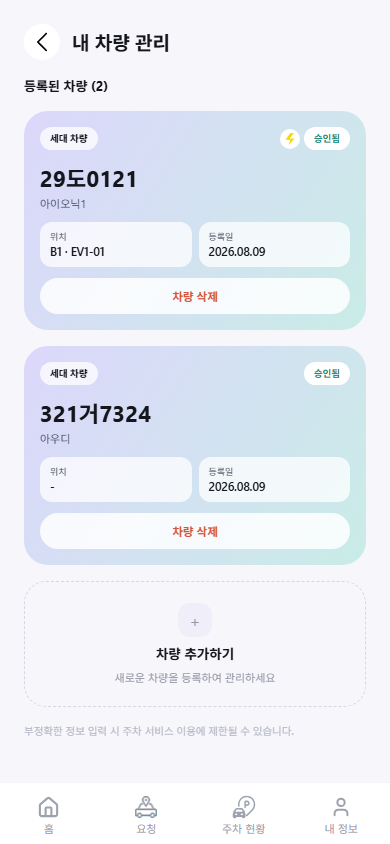 내 차량 관리
등록된 차량 (2)
세대 차량
승인됨
29도0121
아이오닉1
위치
등록일
B1 · EV1-01
2026.08.09
차량 삭제
세대 차량
승인됨
321거7324
아우디
위치
등록일
-
2026.08.09
차량 삭제
+
차량 추가하기
새로운 차량을 등록하여 관리하세요
부정확한 정보 입력 시 주차 서비스 이용에 제한될 수 있습니다.
P
홈
요청
주차 현황
내 정보